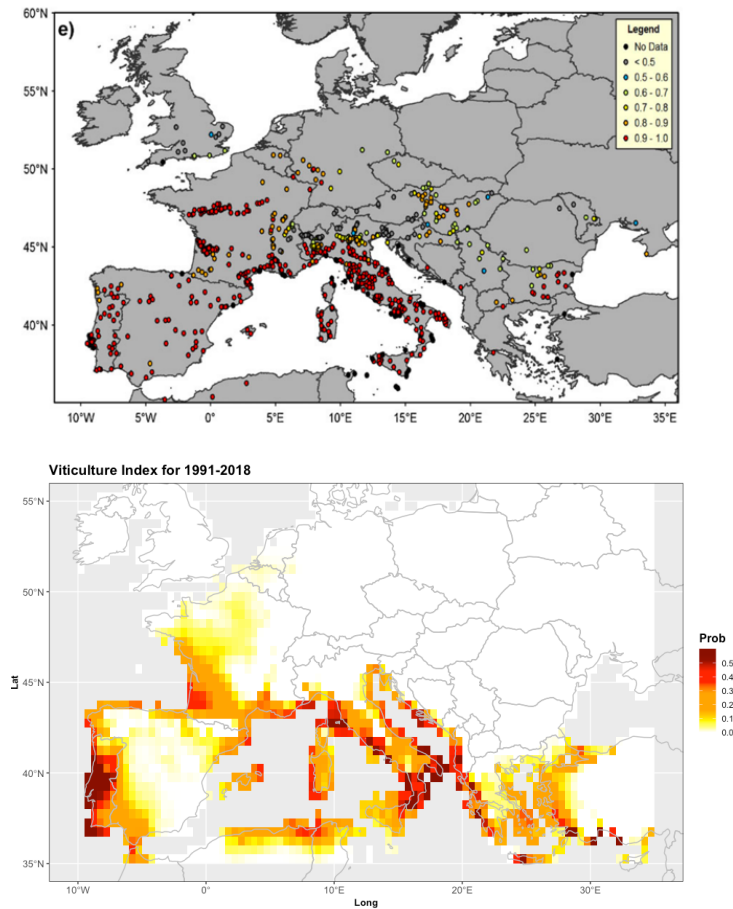 60°N
e)
Legend
No Data
< 0.5
0.5 - 0.6
0.6 - 0.7
0.7 - 0.8
0.8 - 0.9
0.9 - 1.0
55°N
50°N
45°N
40°N
10°W 5°W 0° 5°E 10°E 15°E 20°E 25°E 30°E 35°E
Viticulture Index for 1991-2018
55°N
50°N
45°N
40°N
35°N
Lat
Prob
0.5
0.4
0.3
0.2
0.1
0.0
10°W 0° 10°E 20°E 30°E
Long